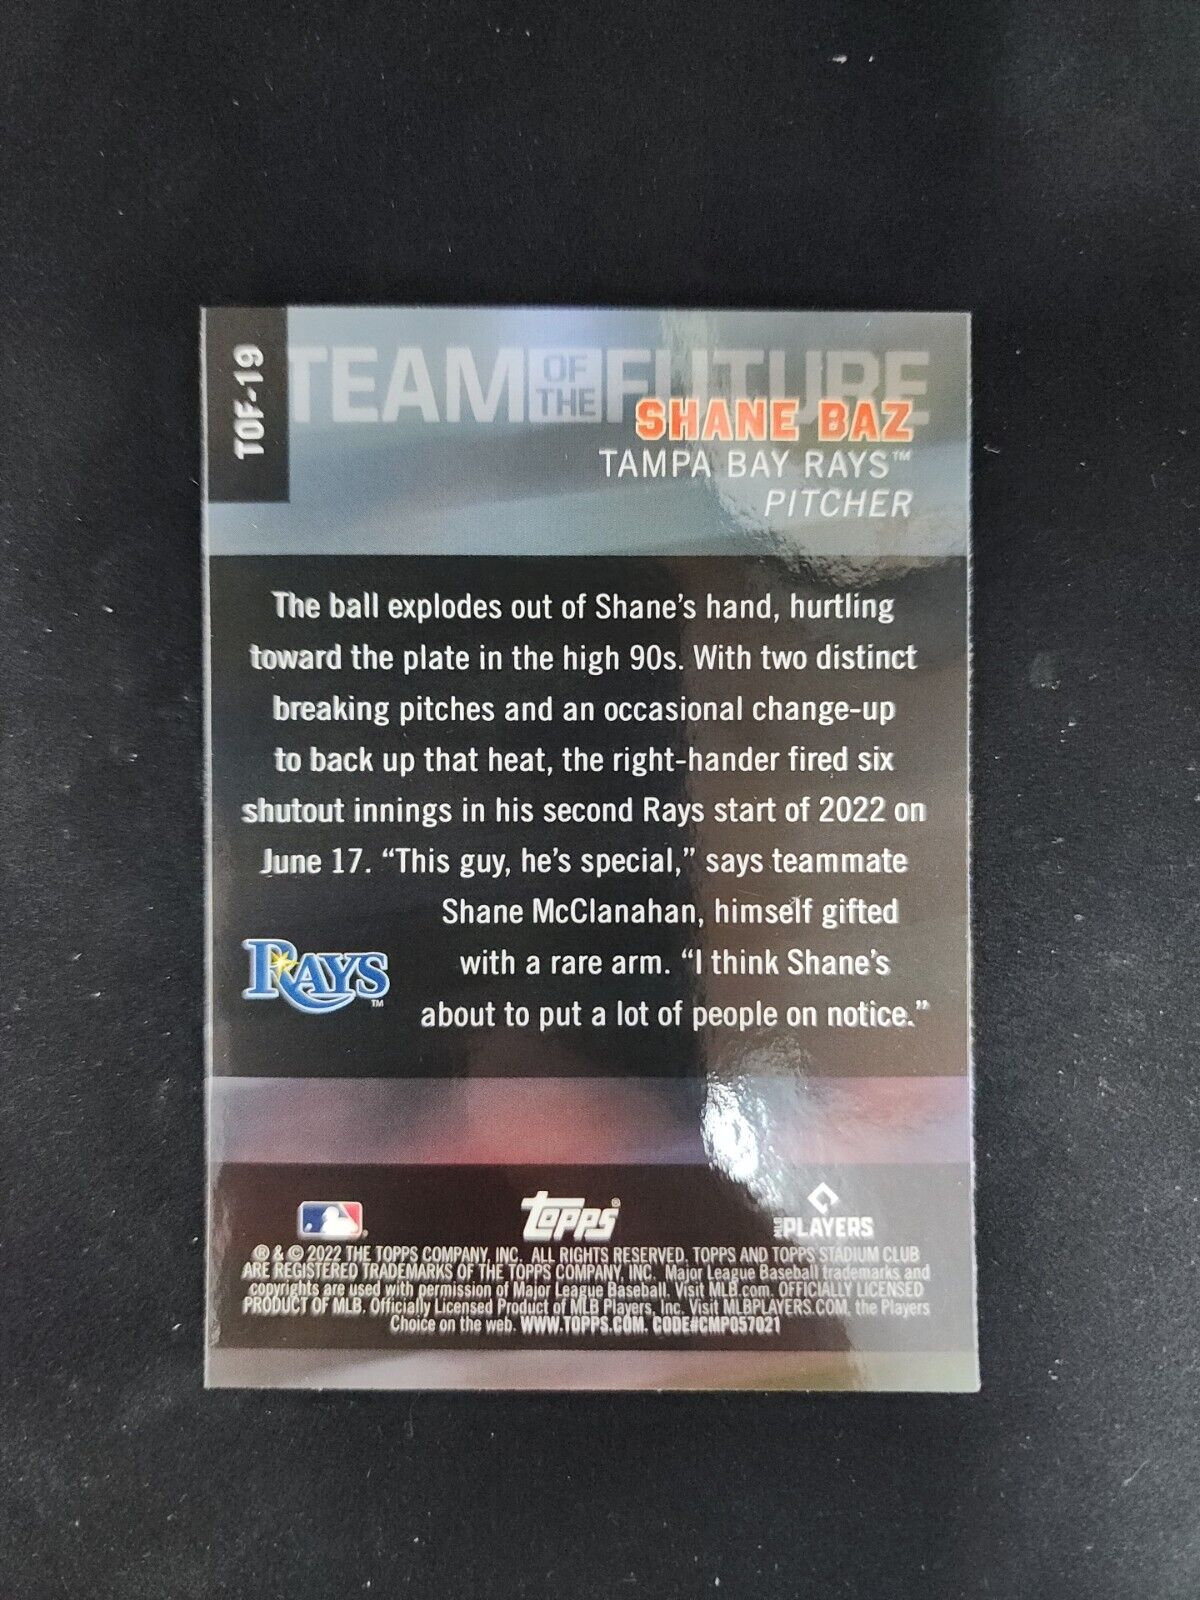 TOF-19
TEAM OF THE FUTURE
SHANE BAZ
TAMPA BAY RAYS™
PITCHER
The ball explodes out of Shane's hand, hurtling
toward the plate in the high 90s. With two distinct
breaking pitches and an occasional change-up
to back up that heat, the right-hander fired six
shutout innings in his second Rays start of 2022 on
June 17. “This guy, he's special,” says teammate
Shane McClanahan, himself gifted
with a rare arm. “I think Shane's
about to put a lot of people on notice.”
RAYS™
topps®
MLB PLAYERS
® & © 2022 THE TOPPS COMPANY, INC. ALL RIGHTS RESERVED. TOPPS AND TOPPS STADIUM CLUB
ARE REGISTERED TRADEMARKS OF THE TOPPS COMPANY, INC. Major League Baseball trademarks and
copyrights are used with permission of Major League Baseball. Visit MLB.com. OFFICIALLY LICENSED
PRODUCT OF MLB. Officially Licensed Product of MLB Players, Inc. Visit MLBPLAYERS.COM, the Players
Choice on the web. WWW.TOPPS.COM. CODE#CMP057021